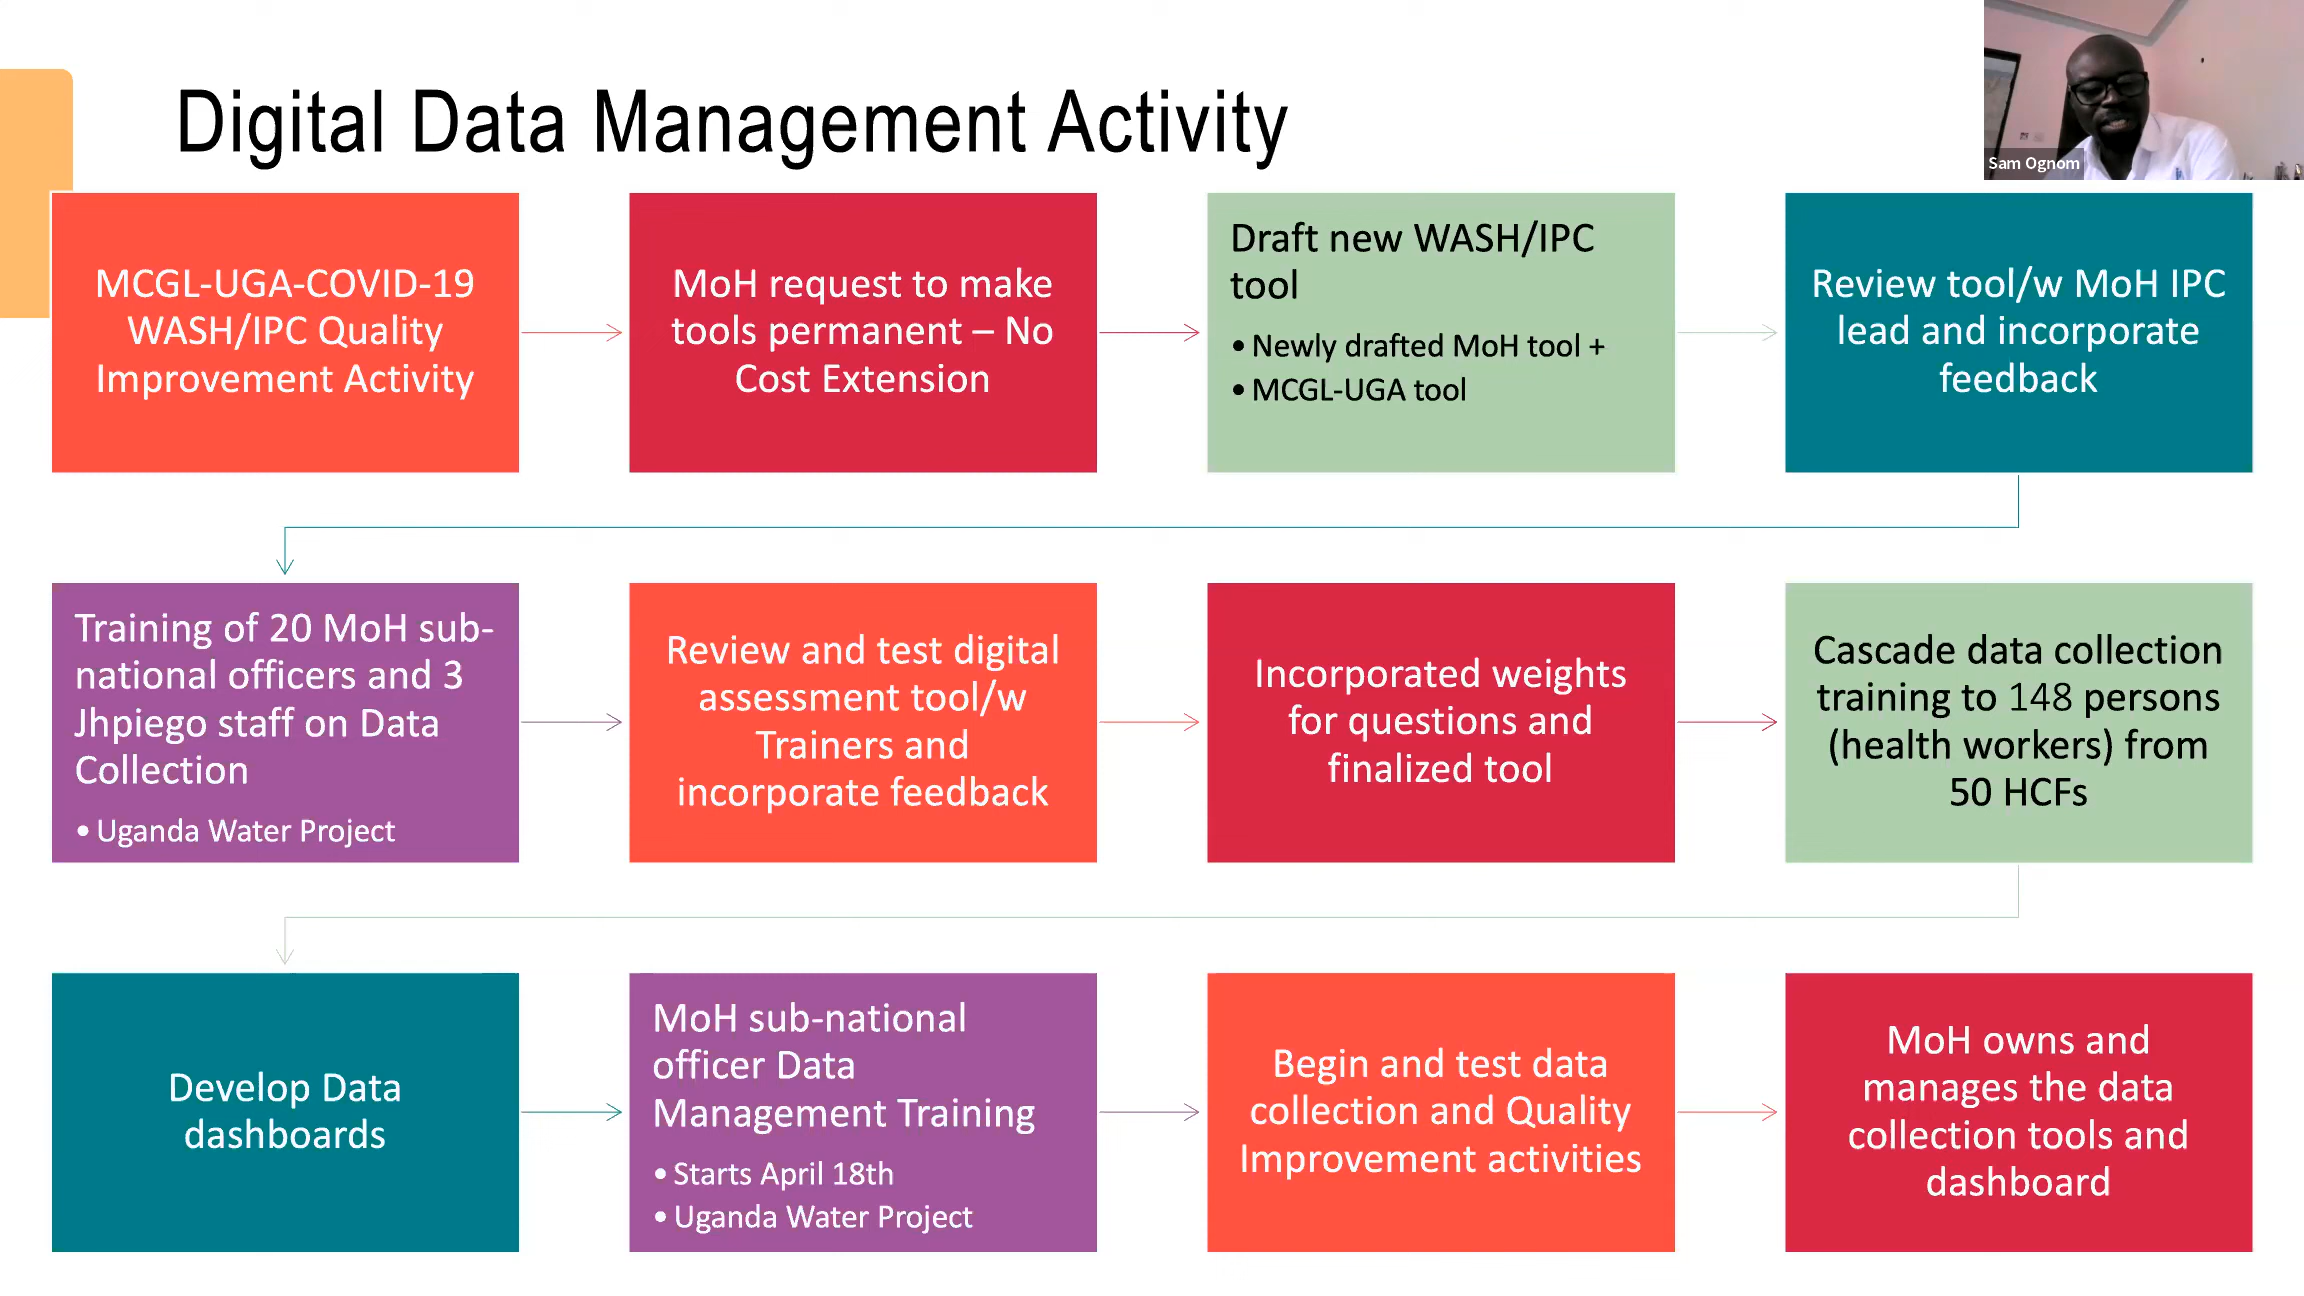 Digital Data Management Activity
Sam Ognom
MCGL-UGA-COVID-19
WASH/IPC Quality
Improvement Activity
MoH request to make
tools permanent – No
Cost Extension
Draft new WASH/IPC
tool
• Newly drafted MoH tool +
• MCGL-UGA tool
Review tool/w MoH IPC
lead and incorporate
feedback
Training of 20 MoH sub-
national officers and 3
Jhpiego staff on Data
Collection
• Uganda Water Project
Review and test digital
assessment tool/w
Trainers and
incorporate feedback
Incorporated weights
for questions and
finalized tool
Cascade data collection
training to 148 persons
(health workers) from
50 HCFs
Develop Data
dashboards
MoH sub-national
officer Data
Management Training
• Starts April 18th
• Uganda Water Project
Begin and test data
collection and Quality
Improvement activities
MoH owns and
manages the data
collection tools and
dashboard